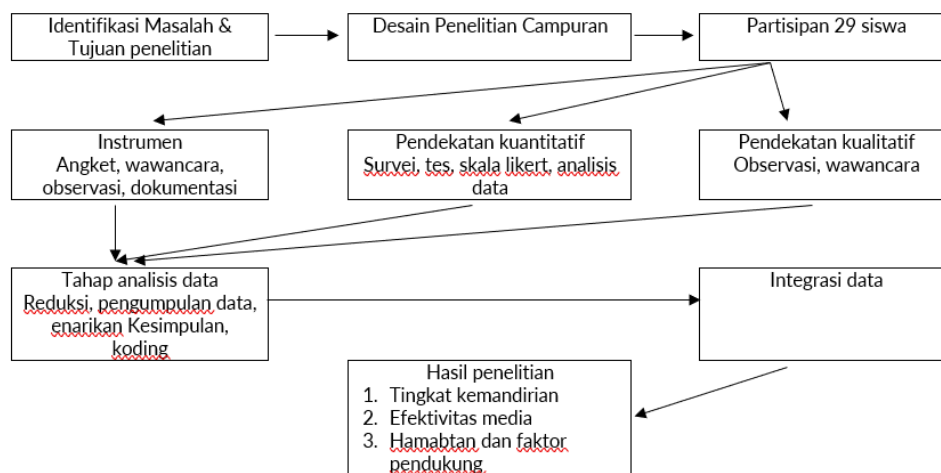 Identifikasi Masalah &
Tujuan penelitian
Desain Penelitian Campuran
Partisipan 29 siswa
Instrumen
Angket, wawancara,
observasi, dokumentasi
Pendekatan kuantitatif
Survei, tes, skala likert, analisis
data
Pendekatan kualitatif
Observasi, wawancara
Tahap analisis data
Reduksi, pengumpulan data,
enarikan Kesimpulan,
koding
Integrasi data
Hasil penelitian
1. Tingkat kemandirian
2. Efektivitas media
3. Hamabtan dan faktor
pendukung